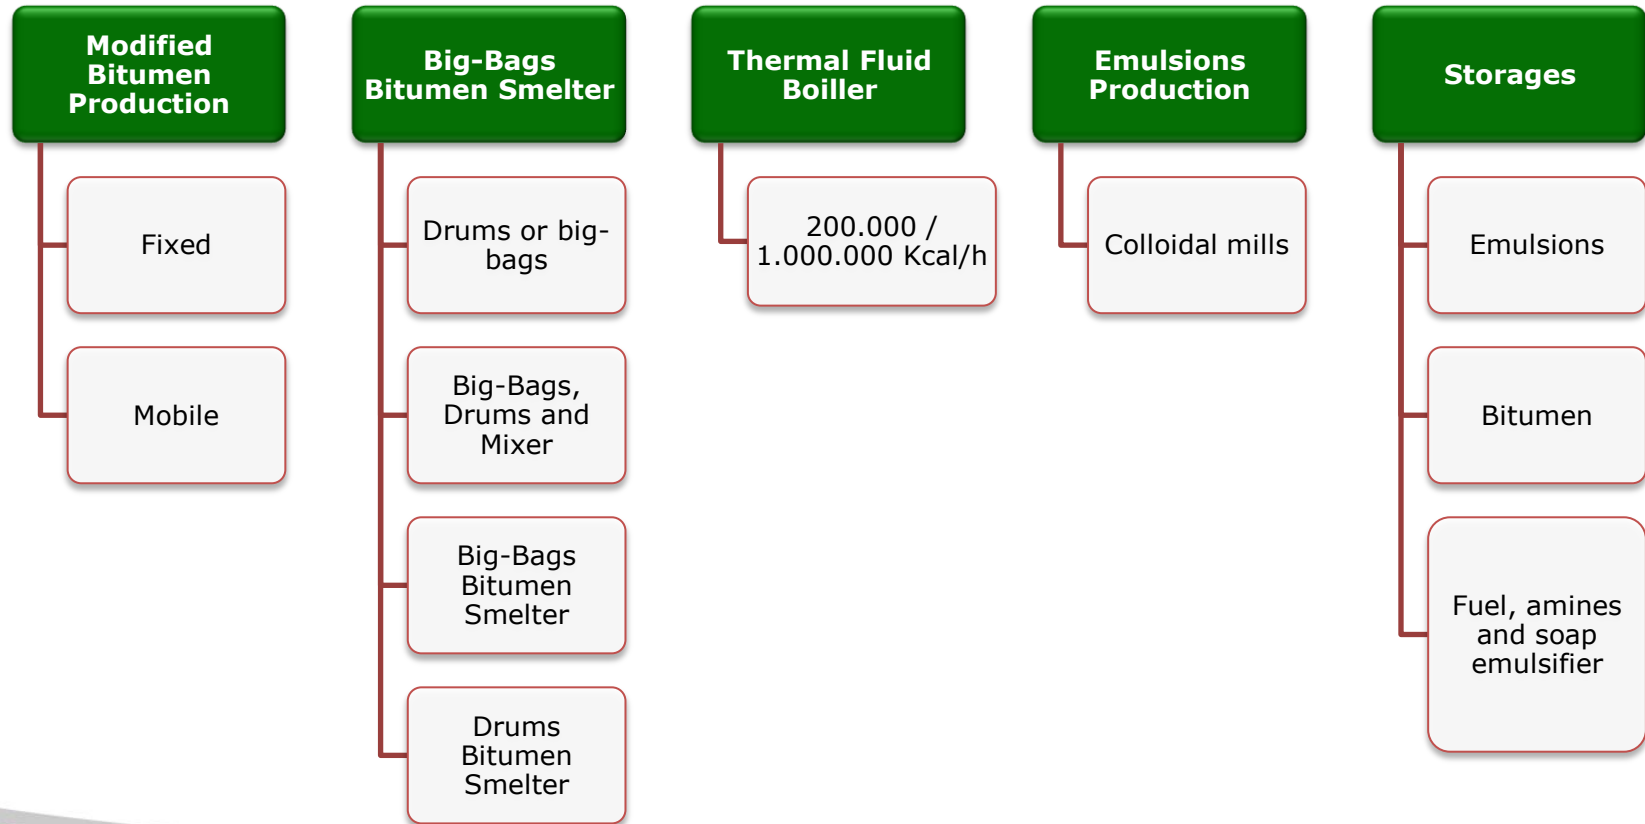 Modified
Bitumen
Production
Fixed
Mobile
Big-Bags
Bitumen Smelter
Drums or big-
bags
Big-Bags,
Drums and
Mixer
Big-Bags
Bitumen
Smelter
Drums
Bitumen
Smelter
Thermal Fluid
Boiller
200.000 /
1.000.000 Kcal/h
Emulsions
Production
Colloidal mills
Storages
Emulsions
Bitumen
Fuel, amines
and soap
emulsifier